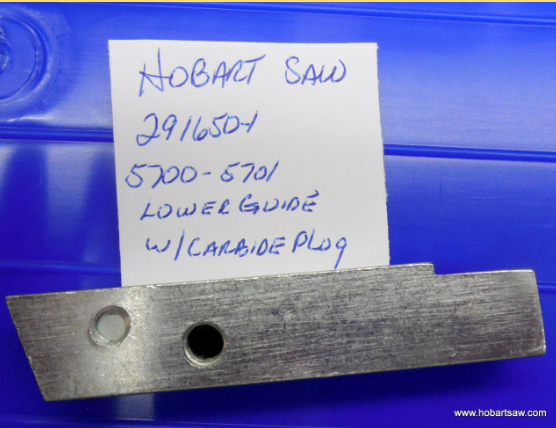 HOBART SAW
291650-1
5700-5701
LOWER GUIDE
W/CARBIDE PLUG
www.hobartsaw.com